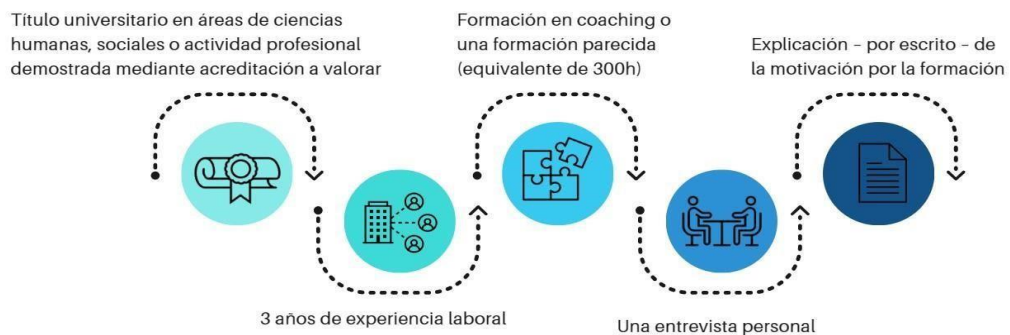 Título universitario en áreas de ciencias
humanas, sociales o actividad profesional
demostrada mediante acreditación a valorar
3 años de experiencia laboral
Formación en coaching o
una formación parecida
(equivalente de 300h)
Una entrevista personal
Explicación – por escrito – de
la motivación por la formación